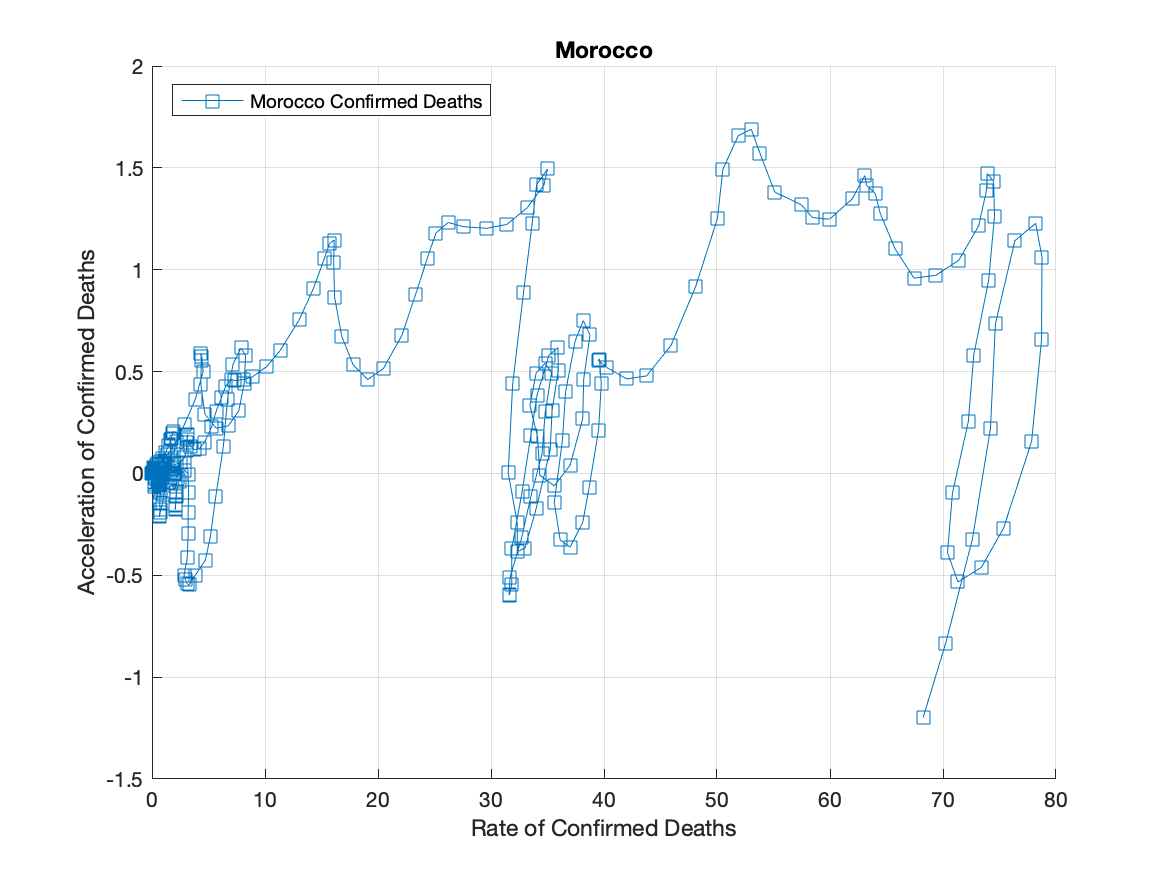 Morocco
Morocco Confirmed Deaths
2
1.5
1
0.5
0
-0.5
-1
-1.5
Acceleration of Confirmed Deaths
0 10 20 30 40 50 60 70 80
Rate of Confirmed Deaths